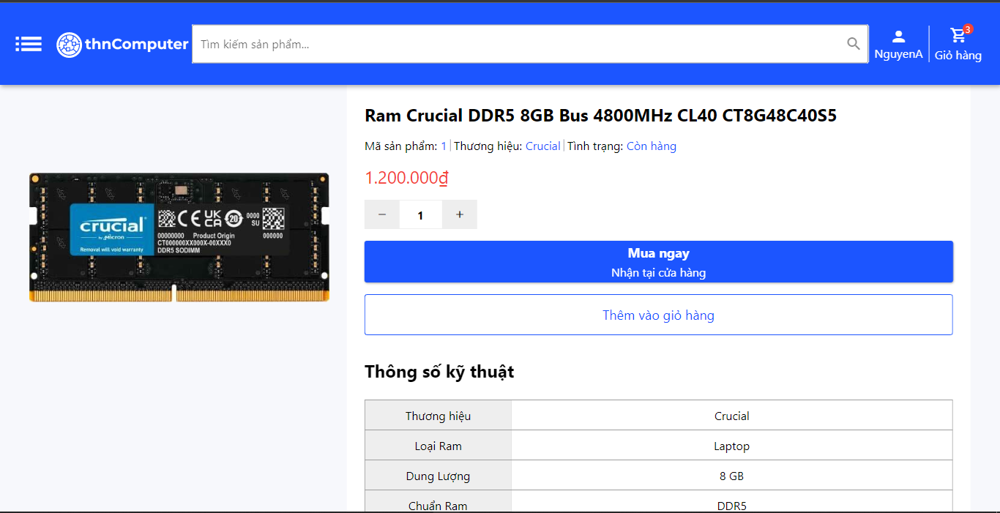 thnComputer
Tìm kiếm sản phẩm...
NguyenA
3
Giỏ hàng
crucial
by Micron
Removal will void warranty
CE UK CA 20 0000 SU
00000000 Product Origin 000000
CT000000XX000X-00XXX0
DDR5 SODIMM
Ram Crucial DDR5 8GB Bus 4800MHz CL40 CT8G48C40S5
Mã sản phẩm: 1 | Thương hiệu: Crucial | Tình trạng: Còn hàng
1.200.000₫
− 1 +
Mua ngay
Nhận tại cửa hàng
Thêm vào giỏ hàng
Thông số kỹ thuật
Thương hiệu Crucial
Loại Ram Laptop
Dung Lượng 8 GB
Chuẩn Ram DDR5